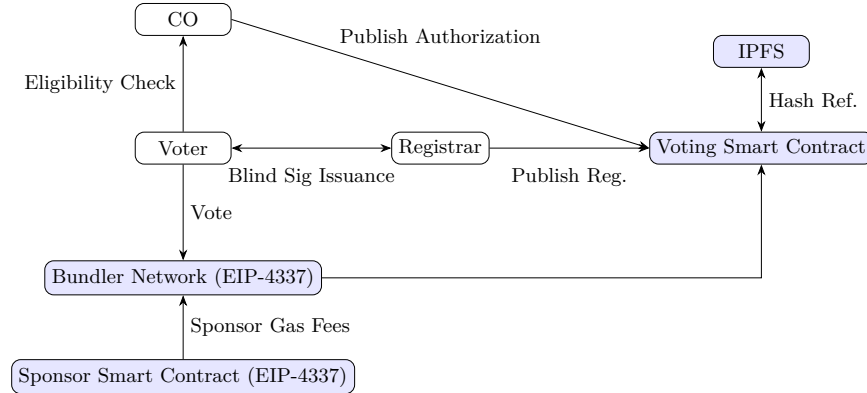 CO
Publish Authorization
IPFS
Eligibility Check
Hash Ref.
Voter
Registrar
Voting Smart Contract
Blind Sig Issuance
Publish Reg.
Vote
Bundler Network (EIP-4337)
Sponsor Gas Fees
Sponsor Smart Contract (EIP-4337)